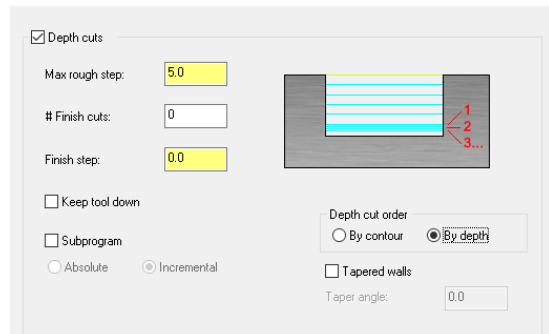 Depth cuts
Max rough step: 5.0
# Finish cuts: 0
Finish step: 0.0
1
2
3...
Keep tool down
Subprogram
Absolute Incremental
Depth cut order
By contour By depth
Tapered walls
Taper angle: 0.0